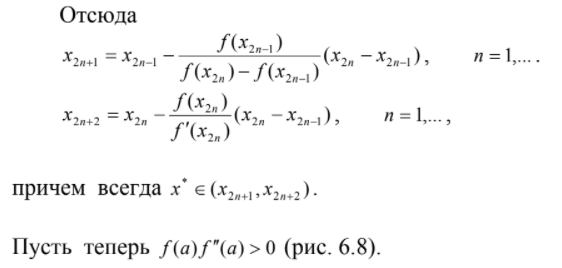 Отсюда
x_{2n+1} = x_{2n-1} - \frac{f(x_{2n-1})}{f(x_{2n}) - f(x_{2n-1})}(x_{2n} - x_{2n-1}), n = 1,... .
x_{2n+2} = x_{2n} - \frac{f(x_{2n})}{f'(x_{2n})}(x_{2n} - x_{2n-1}), n = 1,... ,
причем всегда x^* ∈ (x_{2n+1}, x_{2n+2}).
Пусть теперь f(a)f''(a) > 0 (рис. 6.8).